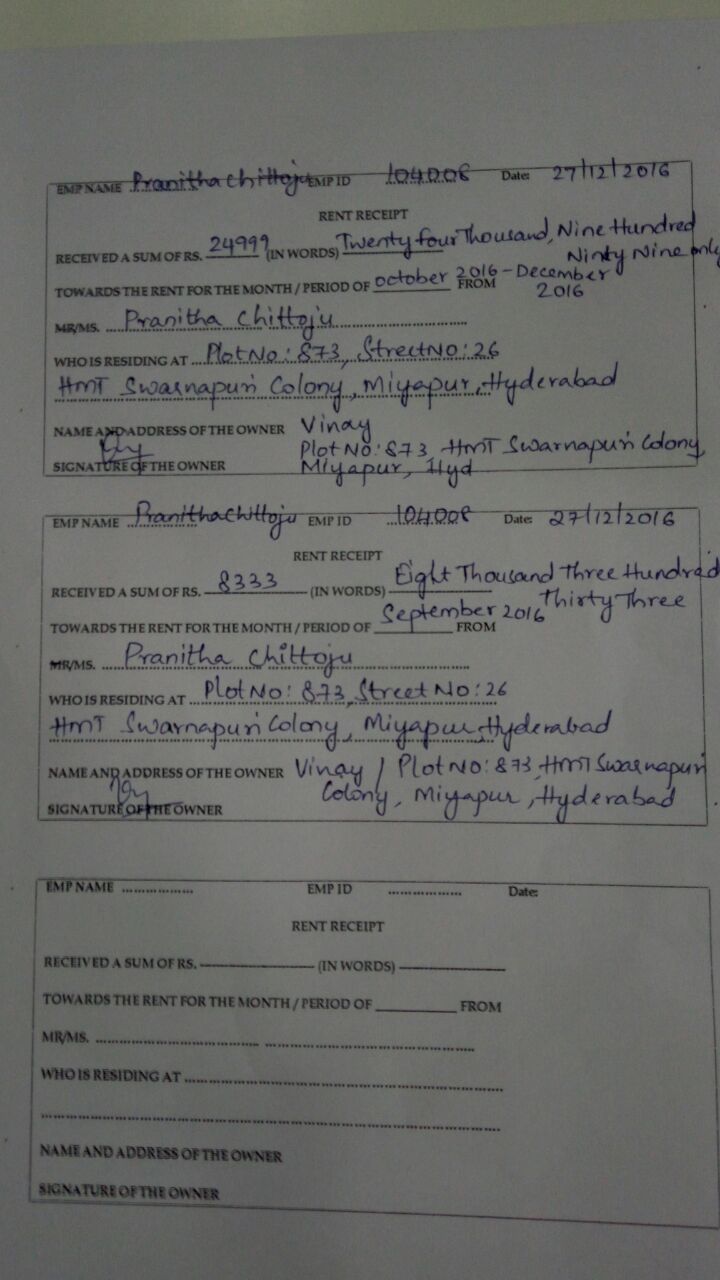 EMP NAME Pranitha Chittoju EMP ID 104008 Date: 27/12/2016
RENT RECEIPT
RECEIVED A SUM OF RS. 24999 (IN WORDS) Twenty four Thousand, Nine Hundred
Ninty Nine only
TOWARDS THE RENT FOR THE MONTH / PERIOD OF october 2016 - December FROM
2016
MR/MS. Pranitha Chittoju
WHO IS RESIDING AT Plot No: 873, Street No: 26
HMT Swarnapuri Colony, Miyapur, Hyderabad
NAME AND ADDRESS OF THE OWNER Vinay
Plot No: 873, HMT Swarnapuri Colony,
SIGNATURE OF THE OWNER Miyapur, Hyd
EMP NAME Pranitha Chittoju EMP ID 104008 Date: 27/12/2016
RENT RECEIPT
RECEIVED A SUM OF RS. 8333 (IN WORDS) Eight Thousand Three Hundred
Thirty Three
TOWARDS THE RENT FOR THE MONTH / PERIOD OF September 2016 FROM
MR/MS. Pranitha Chittoju
WHO IS RESIDING AT Plot No: 873, Street No: 26
HMT Swarnapuri Colony, Miyapur, Hyderabad
NAME AND ADDRESS OF THE OWNER Vinay / Plot No: 873, HMT Swarnapuri
Colony, Miyapur, Hyderabad
SIGNATURE OF THE OWNER
EMP NAME ................. EMP ID ................. Date:
RENT RECEIPT
RECEIVED A SUM OF RS. ____________ (IN WORDS) ____________
TOWARDS THE RENT FOR THE MONTH / PERIOD OF __________ FROM
MR/MS. ........................................ ........................................
WHO IS RESIDING AT ........................................
NAME AND ADDRESS OF THE OWNER
SIGNATURE OF THE OWNER